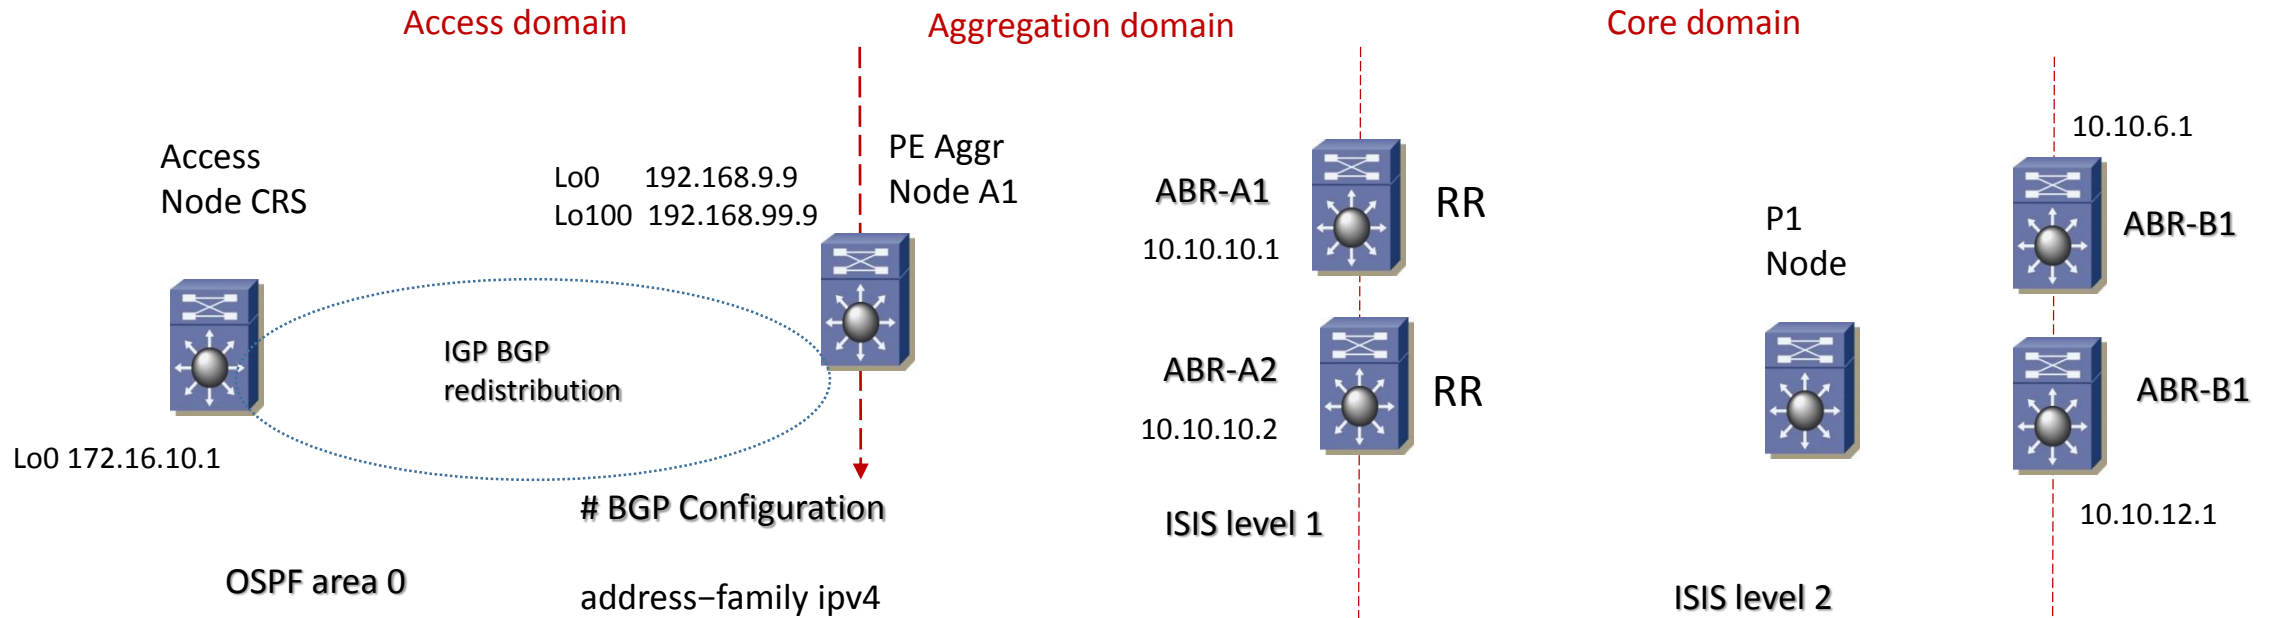 Access domain
Aggregation domain
Core domain
10.10.6.1
Access
Node CRS
Lo0 192.168.9.9
Lo100 192.168.99.9
PE Aggr
Node A1
ABR-A1
10.10.10.1
RR
P1
Node
ABR-B1
IGP BGP
redistribution
ABR-A2
10.10.10.2
RR
ABR-B1
Lo0 172.16.10.1
# BGP Configuration
ISIS level 1
10.10.12.1
OSPF area 0
address−family ipv4
ISIS level 2